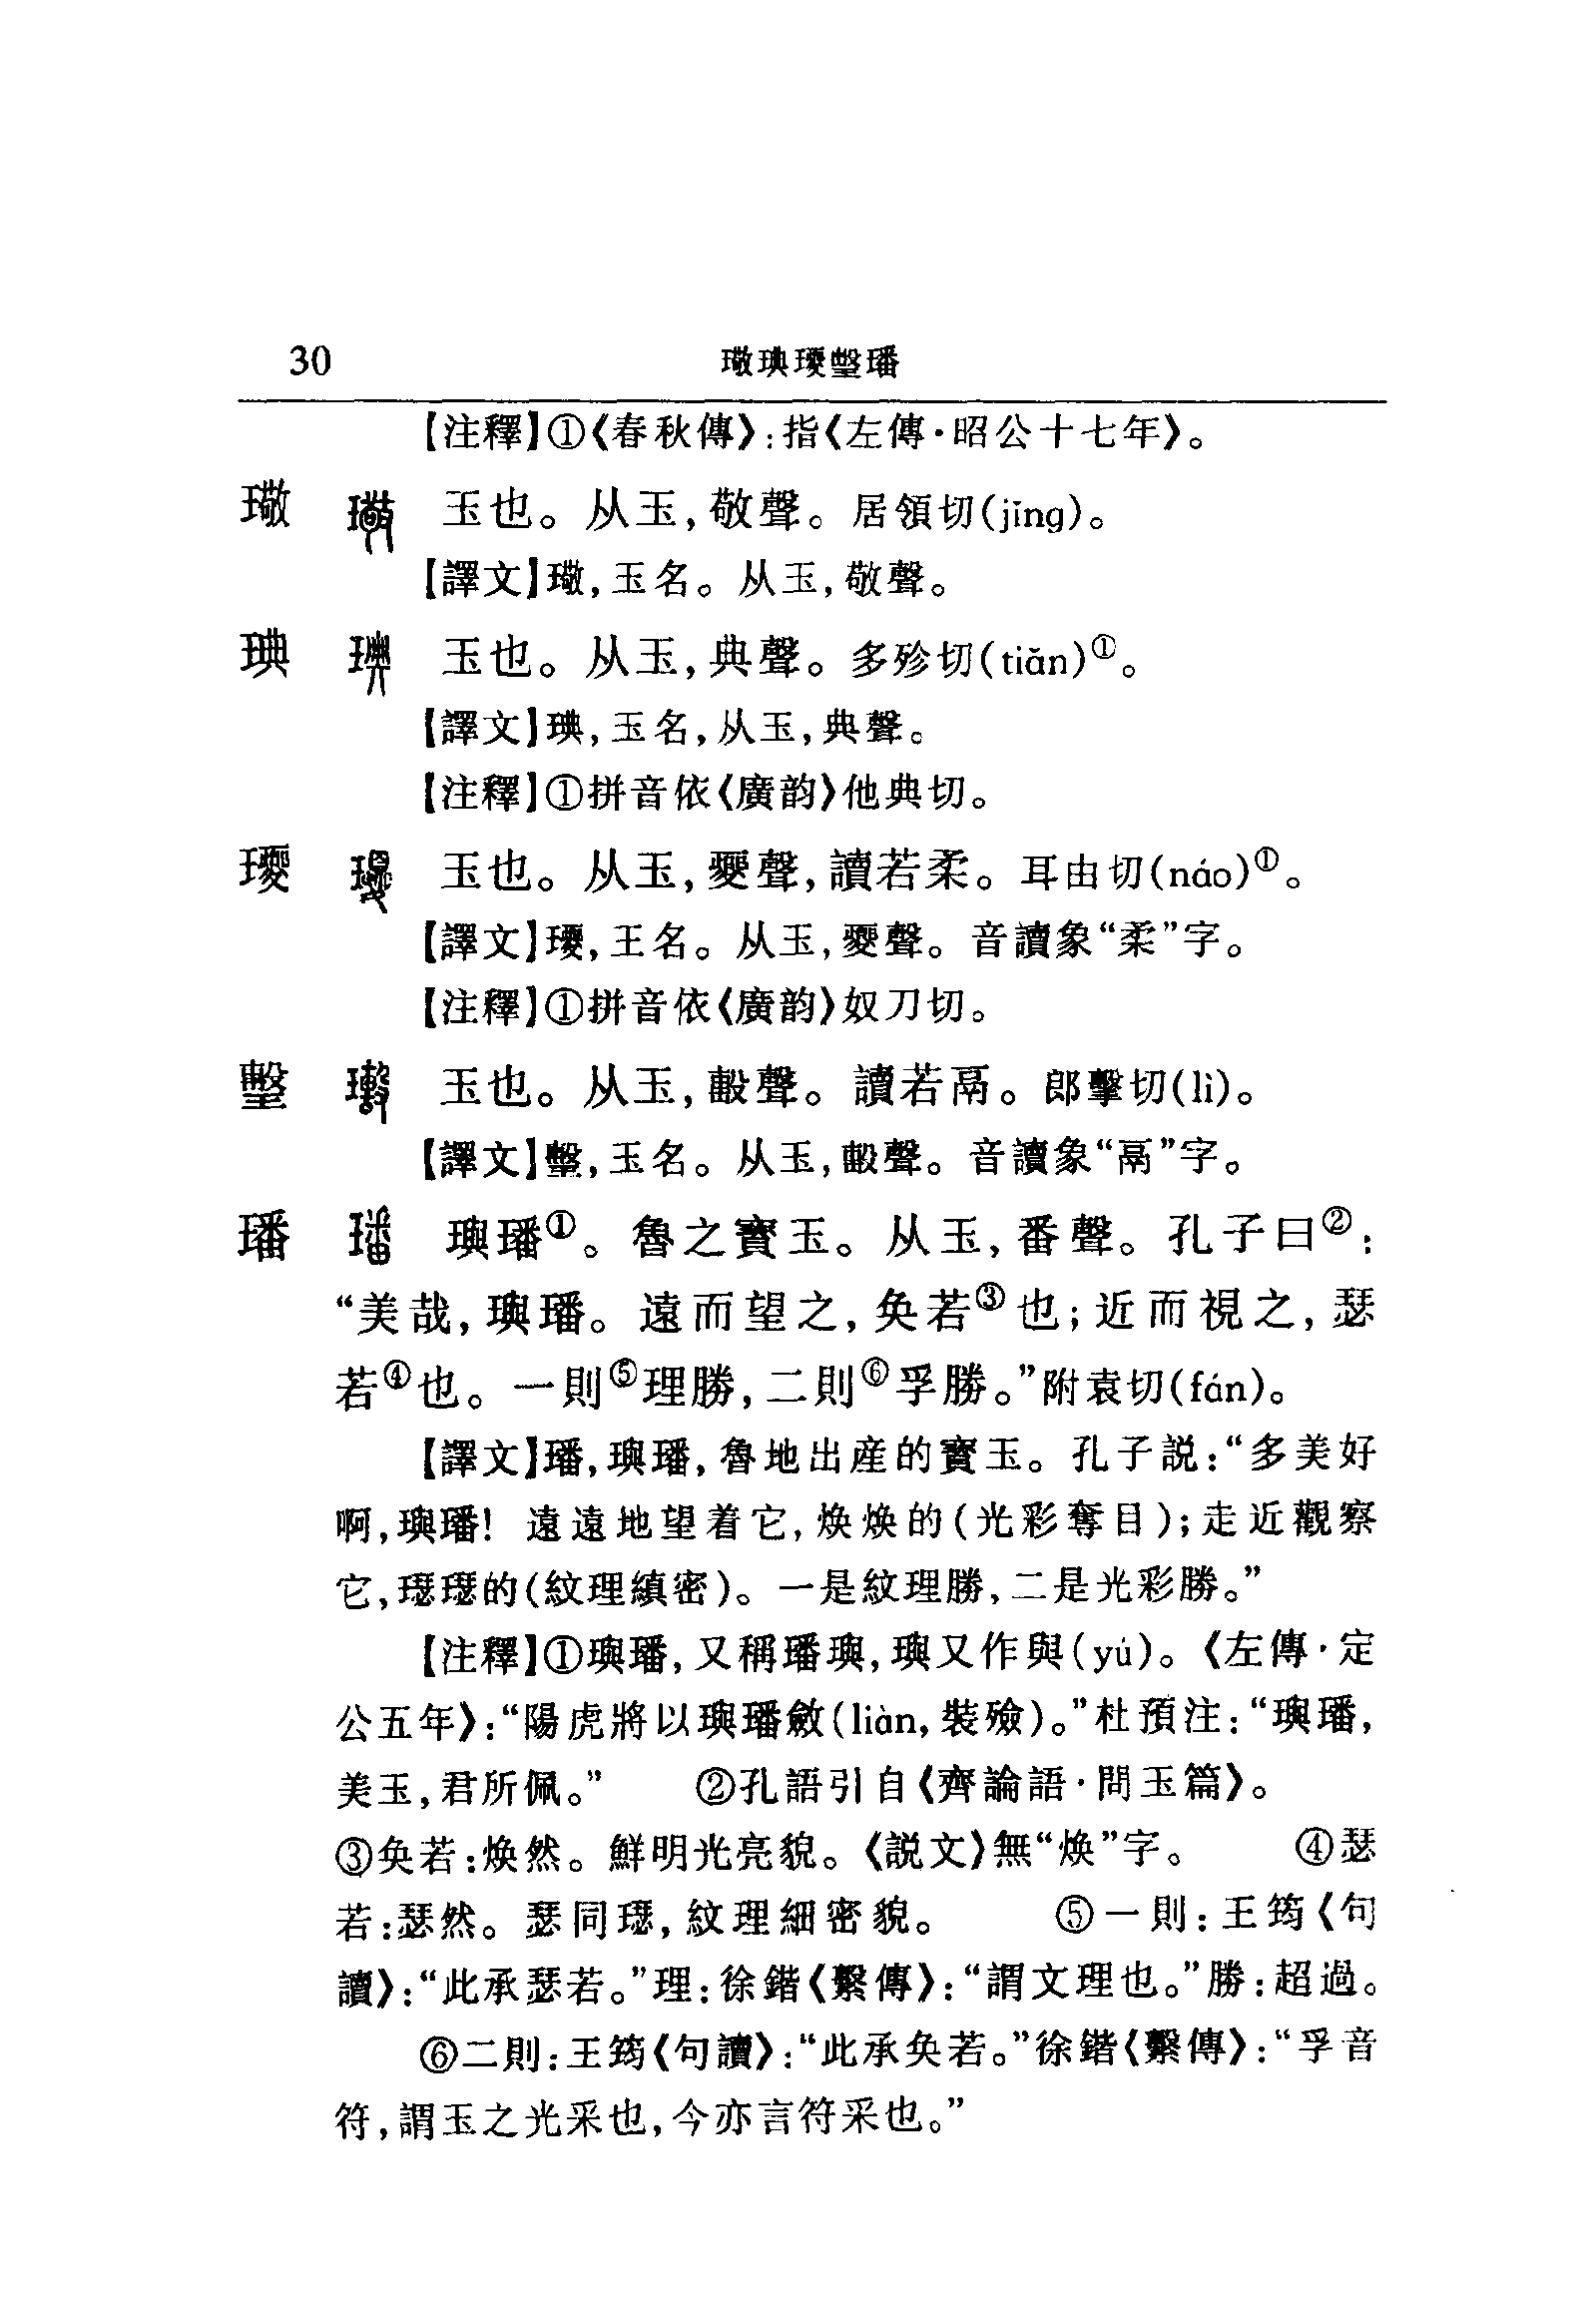 30 璥琠瓇瑿璠
【注釋】①《春秋傳》:指《左傳·昭公十七年》。
璥 玉也。从玉,敬聲。居領切(jǐng)。
【譯文】璥,玉名。从玉,敬聲。
琠 玉也。从玉,典聲。多殄切(tiǎn)①。
【譯文】琠,玉名,从玉,典聲。
【注釋】①拼音依《廣韵》他典切。
瓇 玉也。从玉,夒聲,讀若柔。耳由切(náo)①。
【譯文】瓇,玉名。从玉,夒聲。音讀象“柔”字。
【注釋】①拼音依《廣韵》奴刀切。
玉也。从玉,毄聲。讀若鬲。郎擊切(lì)。
【譯文】玉名。从玉,毄聲。音讀象“鬲”字。
璠 璵璠①。魯之寳玉。从玉,番聲。孔子曰②:
“美哉,璵璠。遠而望之,奂若③也;近而視之,瑟
若④也。一則⑤理勝,二則⑥孚勝。”附袁切(fán)。
【譯文】璠,璵璠,魯地出産的寳玉。孔子説:“多美好
啊,璵璠!遠遠地望着它,焕焕的(光彩奪目);走近觀察
它,璱璱的(紋理縝密)。一是紋理勝,二是光彩勝。”
【注釋】①璵璠,又稱璠璵,璵又作與(yú)。《左傳·定
公五年》:“陽虎將以璵璠斂(liàn,裝殮)。”杜預注:“璵璠,
美玉,君所佩。” ②孔語引自《齊論語·問玉篇》。
③奂若:焕然。鮮明光亮貌。《説文》無“焕”字。 ④瑟
若:瑟然。瑟同璱,紋理細密貌。 ⑤一則:王筠《句
讀》:“此承瑟若。”理:徐鍇《繫傳》:“謂文理也。”勝:超過。
⑥二則:王筠《句讀》:“此承奂若。”徐鍇《繫傳》:“孚音
符,謂玉之光采也,今亦言符采也。”